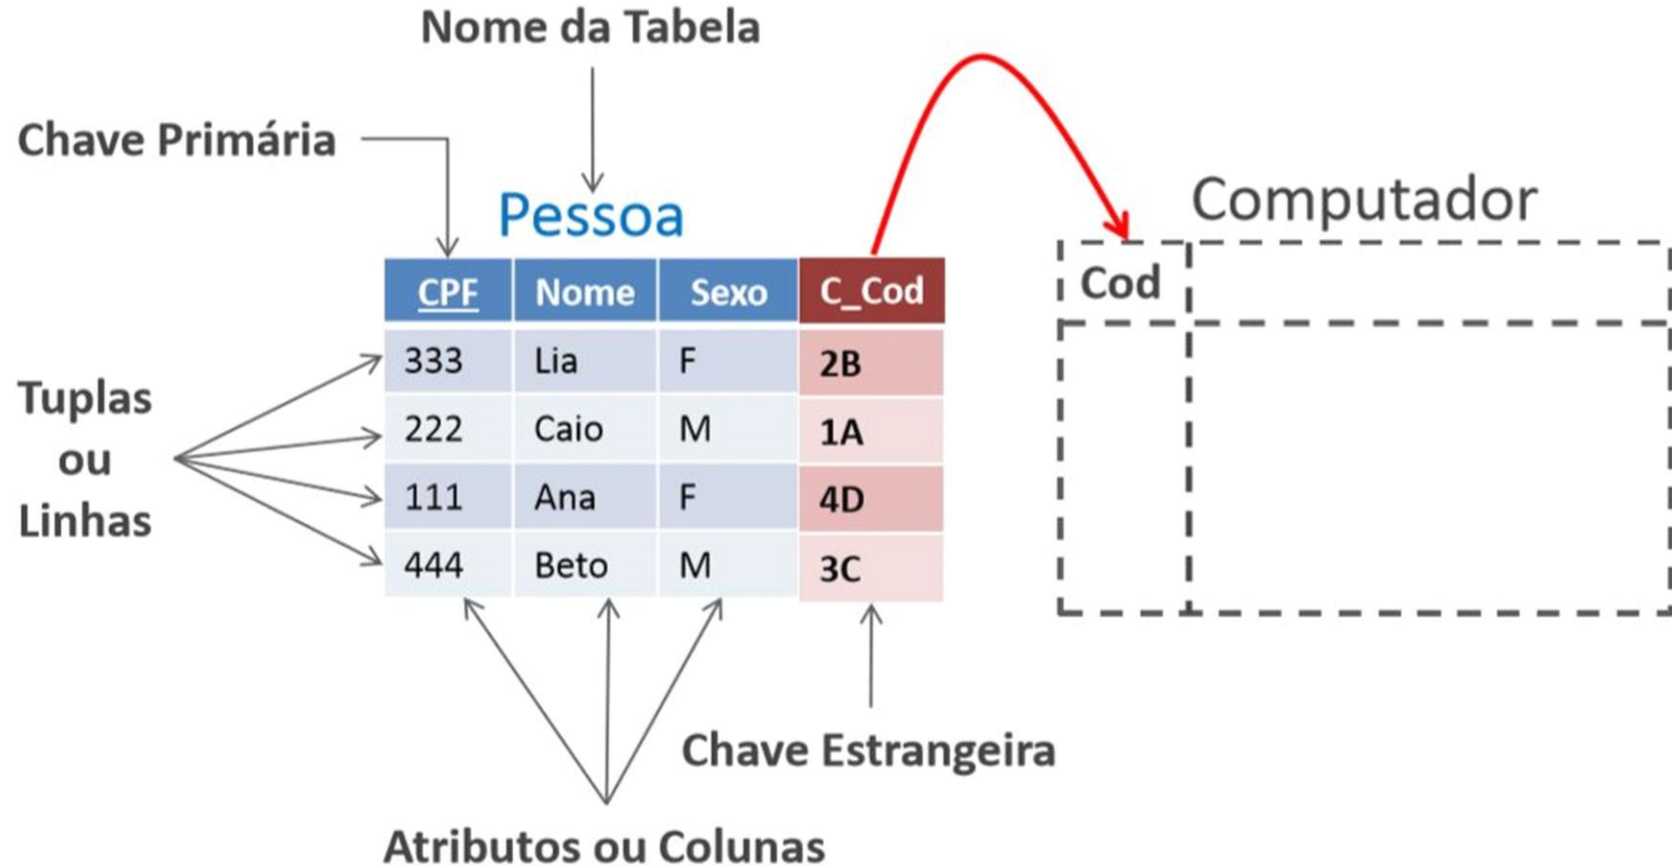 Nome da Tabela
Chave Primária
Pessoa
Computador
CPF Nome Sexo C_Cod
Cod
333 Lia F 2B
222 Caio M 1A
111 Ana F 4D
444 Beto M 3C
Tuplas
ou
Linhas
Chave Estrangeira
Atributos ou Colunas